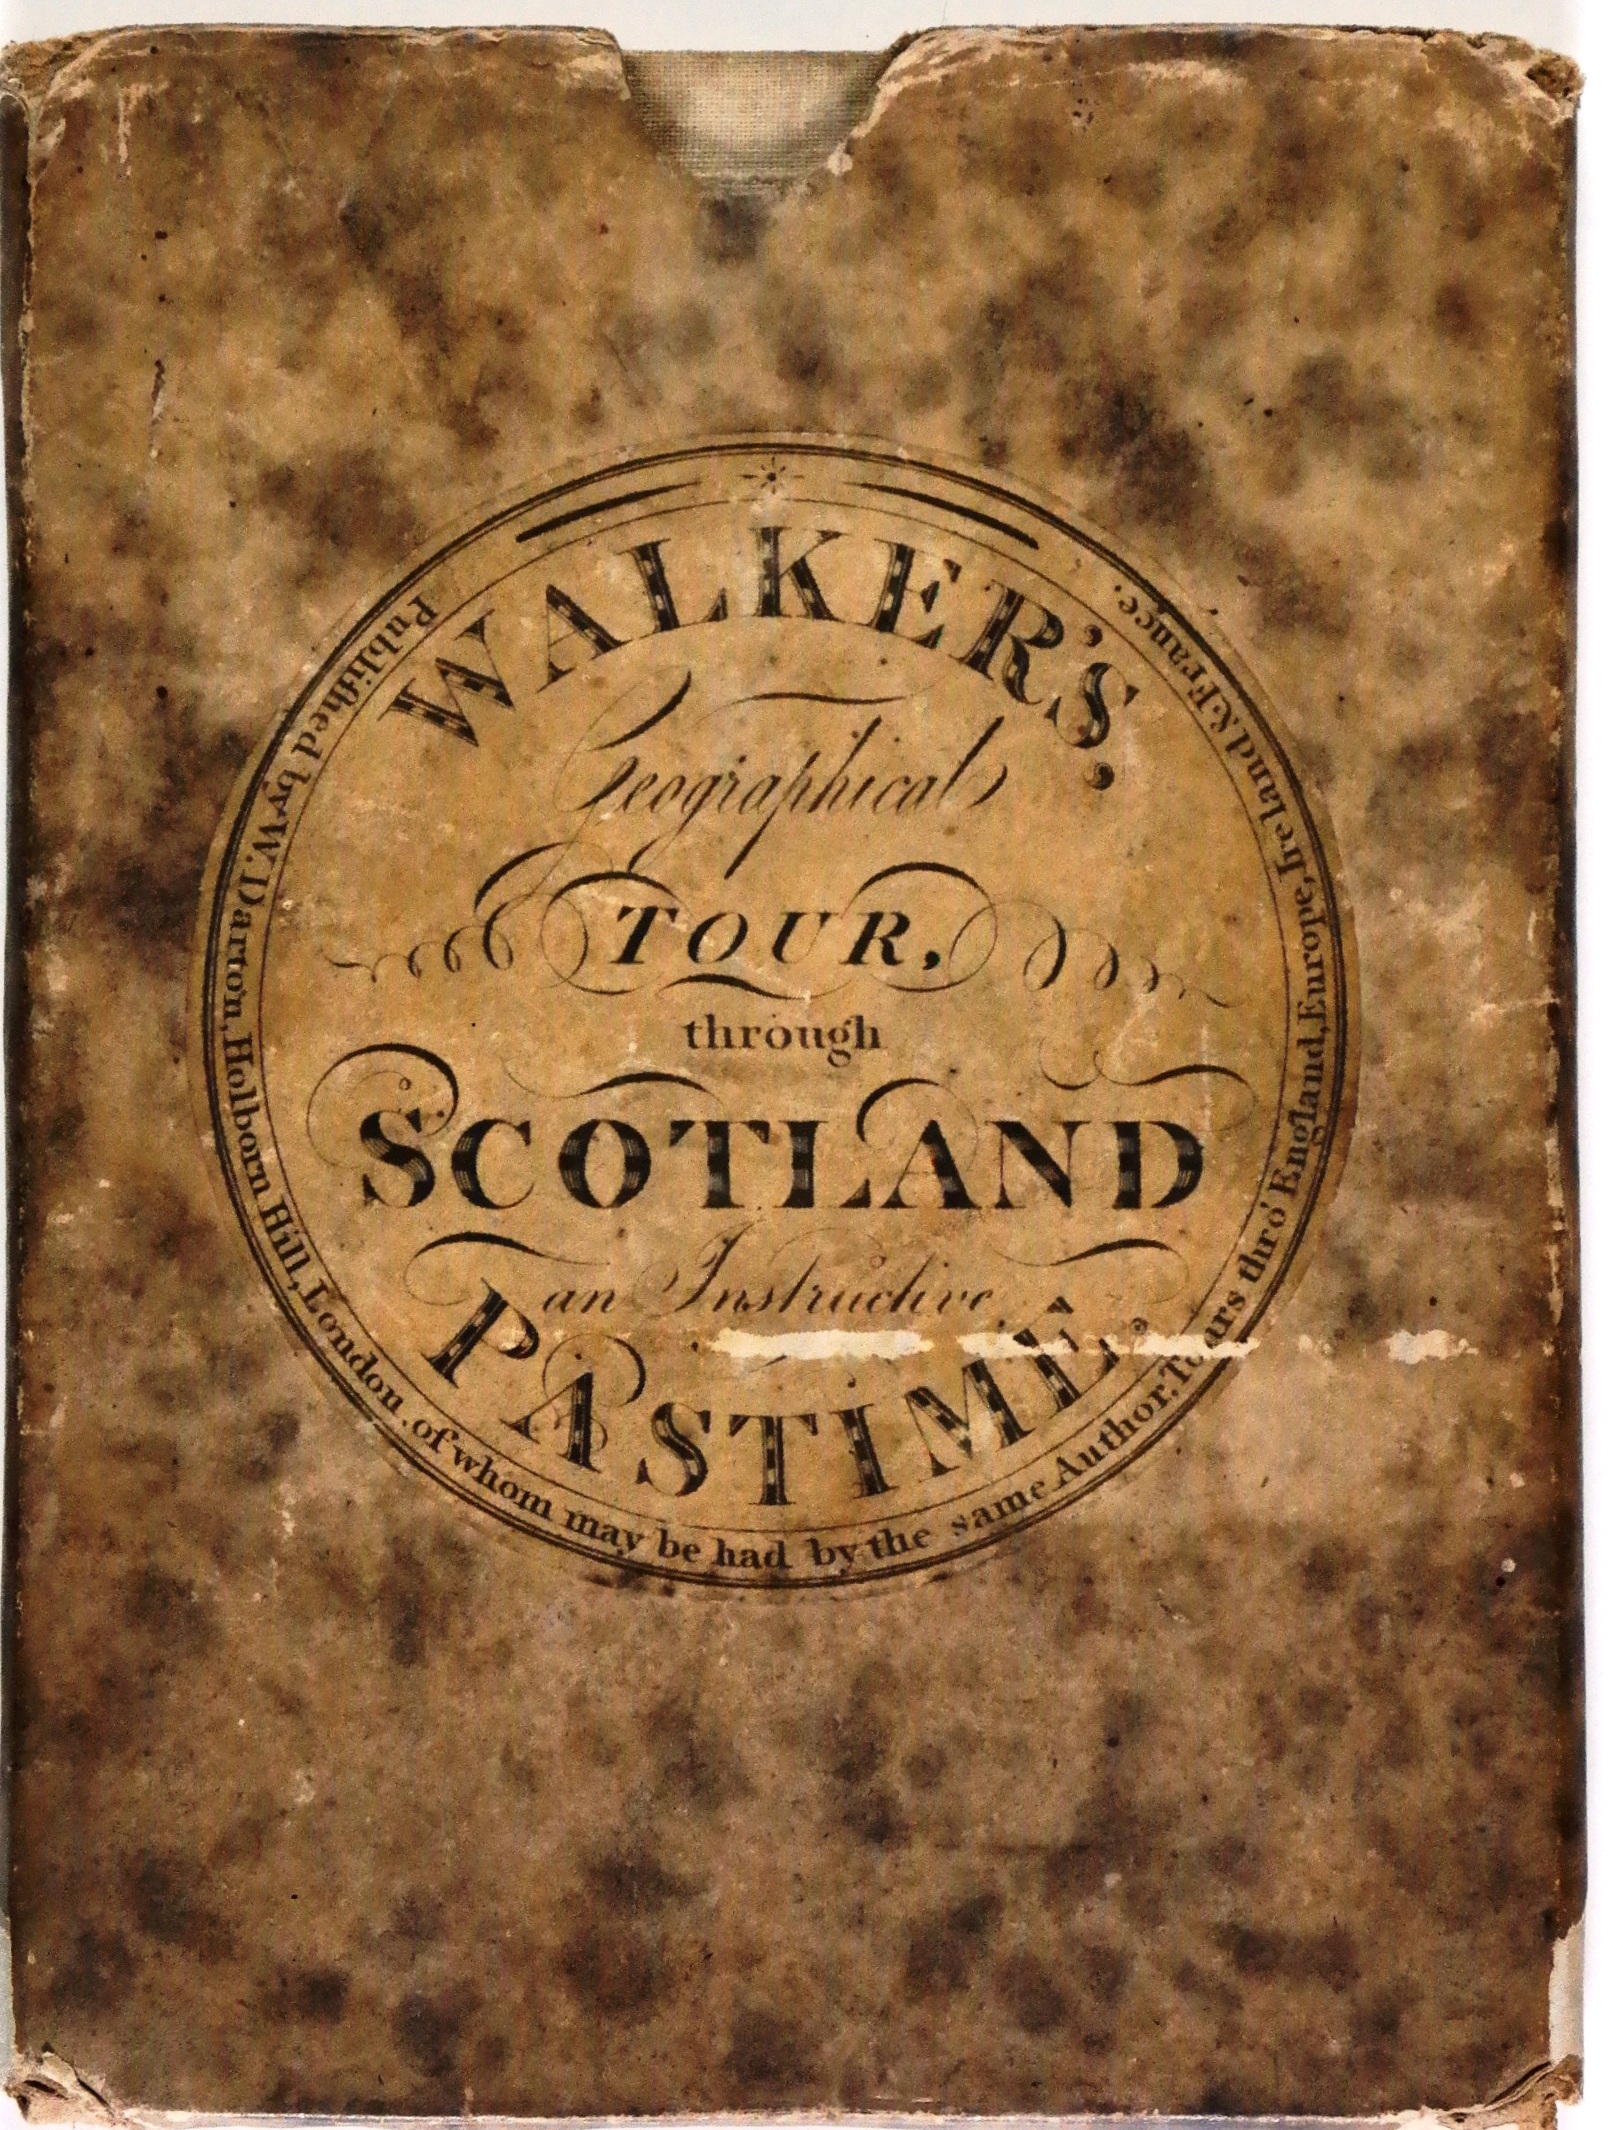 WALKER'S,
Geographical
TOUR,
through
SCOTLAND
an Instructive
PASTIME.
Publiſhed by W. Darton, Holborn Hill, London. of whom may be had by the same Author, Tours thro' England, Europe, Ireland & France.